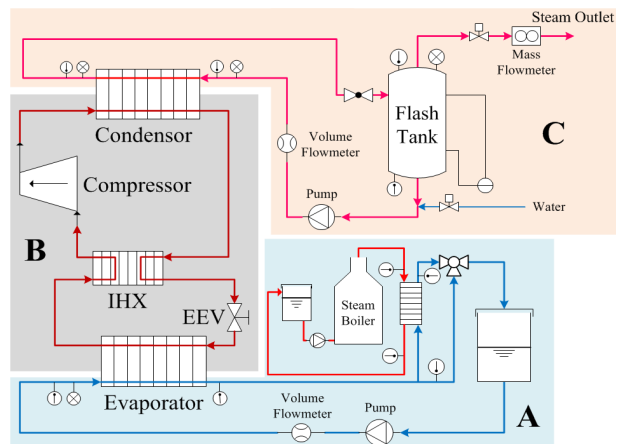 Steam Outlet
Mass
Flowmeter
Condensor
Flash
Tank
C
Volume
Flowmeter
Compressor
Pump
Water
B
IHX
EEV
Steam
Boiler
Evaporator
Volume
Flowmeter
Pump
A